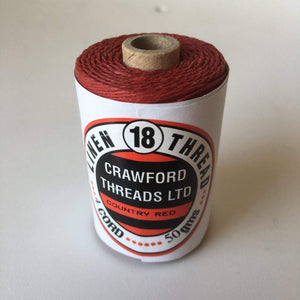 LINEN 18 THREAD
CRAWFORD
THREADS LTD
COUNTRY RED
CORD ...... 50 gms